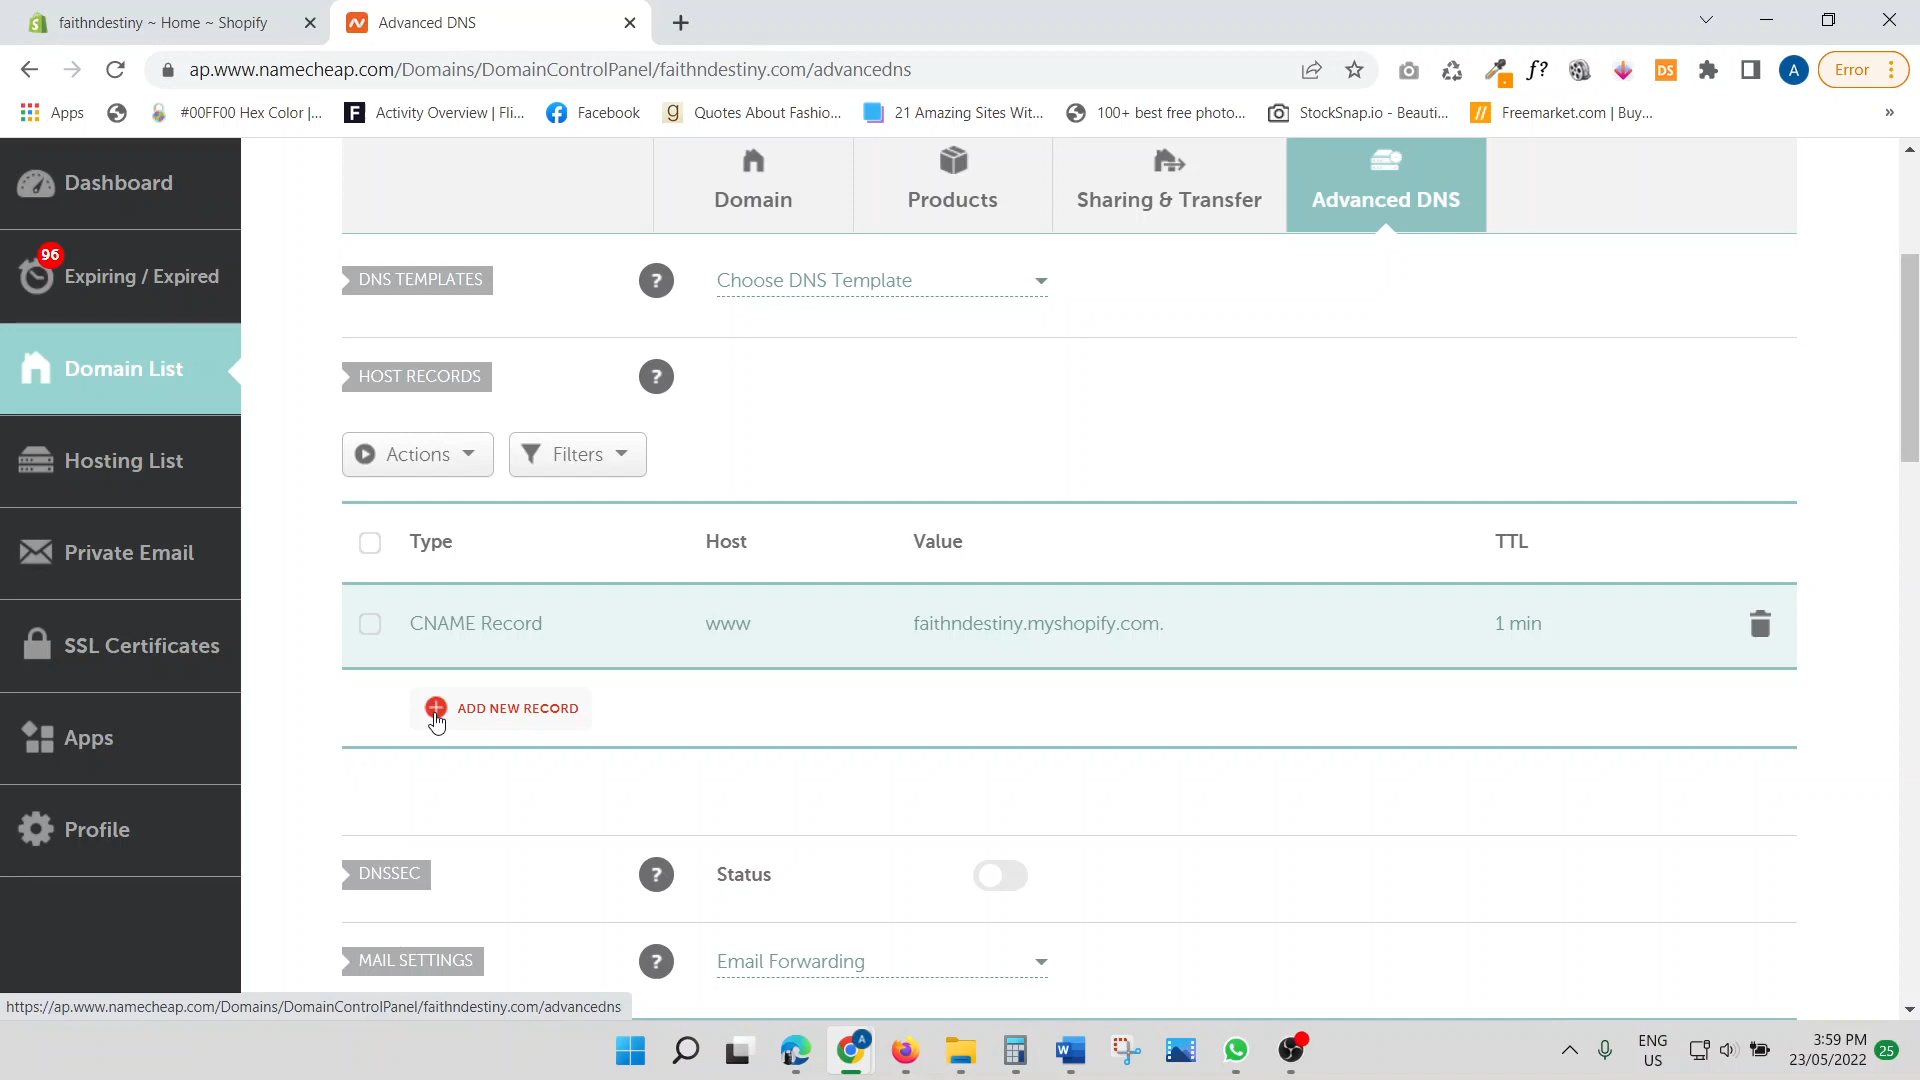 faithndestiny ~ Home ~ Shopify
Advanced DNS
ap.www.namecheap.com/Domains/DomainControlPanel/faithndestiny.com/advancedns
f?
DS
A
Error
Apps
#00FF00 Hex Color |...
F
Activity Overview | Fli...
Facebook
g
Quotes About Fashio...
21 Amazing Sites Wit...
100+ best free photo...
StockSnap.io - Beauti...
Freemarket.com | Buy...
»
Dashboard
96
Expiring / Expired
Domain List
Hosting List
Private Email
SSL Certificates
Apps
Profile
Domain
Products
Sharing & Transfer
Advanced DNS
DNS TEMPLATES
?
Choose DNS Template
HOST RECORDS
?
Actions
Filters
Type
Host
Value
TTL
CNAME Record
www
faithndestiny.myshopify.com.
1 min
ADD NEW RECORD
DNSSEC
?
Status
MAIL SETTINGS
?
Email Forwarding
https://ap.www.namecheap.com/Domains/DomainControlPanel/faithndestiny.com/advancedns
A
W
ENG
US
3:59 PM
23/05/2022
25